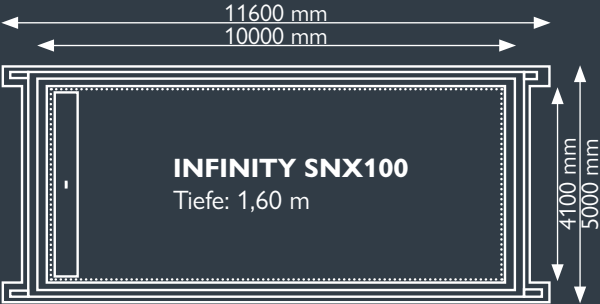 11600 mm
10000 mm
INFINITY SNX100
Tiefe: 1,60 m
4100 mm
5000 mm